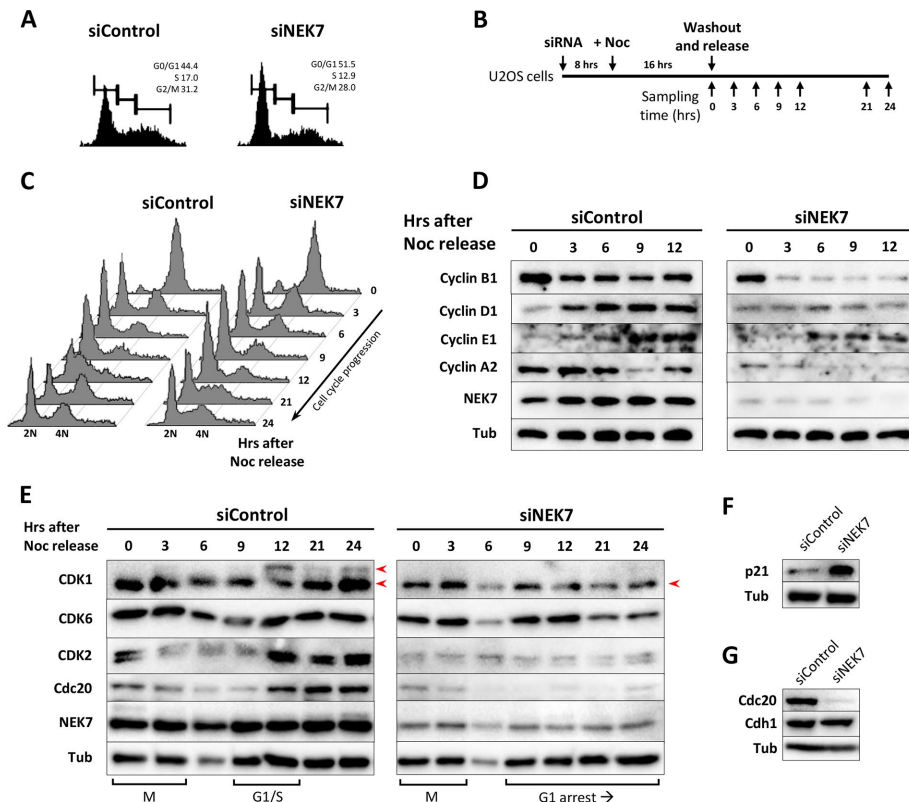 A
siControl
siNEK7
G0/G1 44.4
S 17.0
G2/M 31.2
G0/G1 51.5
S 12.9
G2/M 28.0
B
Washout
and release
siRNA + Noc
8 hrs
16 hrs
U2OS cells
Sampling
time (hrs)
0 3 6 9 12 21 24
C
siControl
siNEK7
0
3
6
9
12
21
24
Cell cycle progression
2N 4N
2N 4N
Hrs after
Noc release
D
Hrs after
Noc release
siControl
siNEK7
0 3 6 9 12
0 3 6 9 12
Cyclin B1
Cyclin D1
Cyclin E1
Cyclin A2
NEK7
Tub
E
siControl
siNEK7
Hrs after
Noc release
0 3 6 9 12 21 24
0 3 6 9 12 21 24
CDK1
CDK6
CDK2
Cdc20
NEK7
Tub
M
G1/S
M
G1 arrest →
F
siControl
siNEK7
p21
Tub
G
siControl
siNEK7
Cdc20
Cdh1
Tub